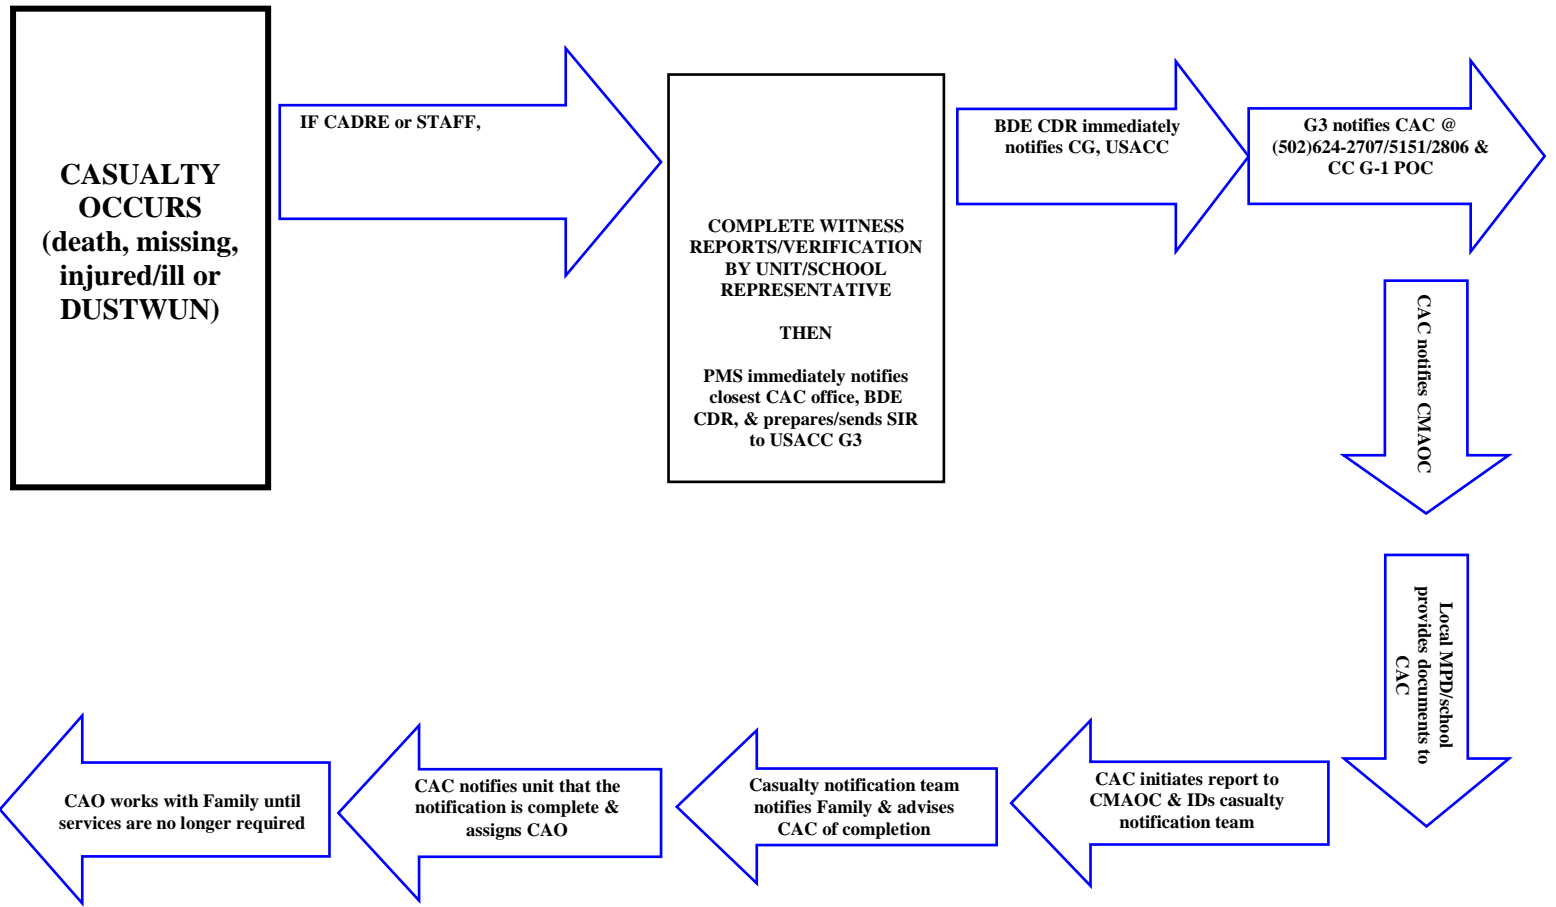 CASUALTY
OCCURS
(death, missing,
injured/ill or
DUSTWUN)
IF CADRE or STAFF,
COMPLETE WITNESS
REPORTS/VERIFICATION
BY UNIT/SCHOOL
REPRESENTATIVE
THEN
PMS immediately notifies
closest CAC office, BDE
CDR, & prepares/sends SIR
to USACC G3
BDE CDR immediately
notifies CG, USACC
G3 notifies CAC @
(502)624-2707/5151/2806 &
CC G-1 POC
CAC notifies CMAOC
Local MPD/school
provides documents to
CAC
CAC initiates report to
CMAOC & IDs casualty
notification team
Casualty notification team
notifies Family & advises
CAC of completion
CAC notifies unit that the
notification is complete &
assigns CAO
CAO works with Family until
services are no longer required